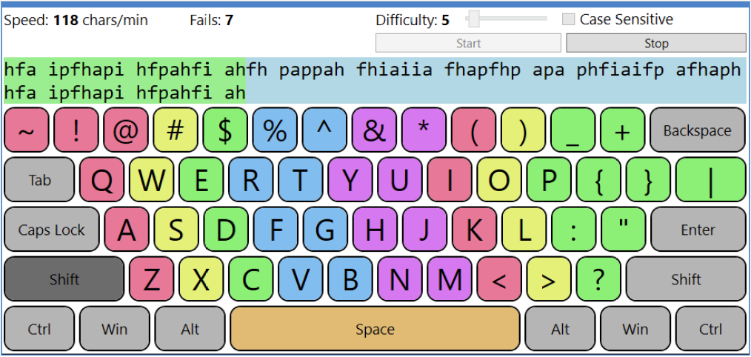 Speed: 118 chars/min Fails: 7 Difficulty: 5 Case Sensitive
Start Stop
hfa ipfhapi hfpahfi ahfh pappah fhiaiia fhapfhp apa phfiaifp afhaph
hfa ipfhapi hfpahfi ah
~ ! @ # $ % ^ & * ( ) _ + Backspace
Tab Q W E R T Y U I O P { } |
Caps Lock A S D F G H J K L : " Enter
Shift Z X C V B N M < > ? Shift
Ctrl Win Alt Space Alt Win Ctrl